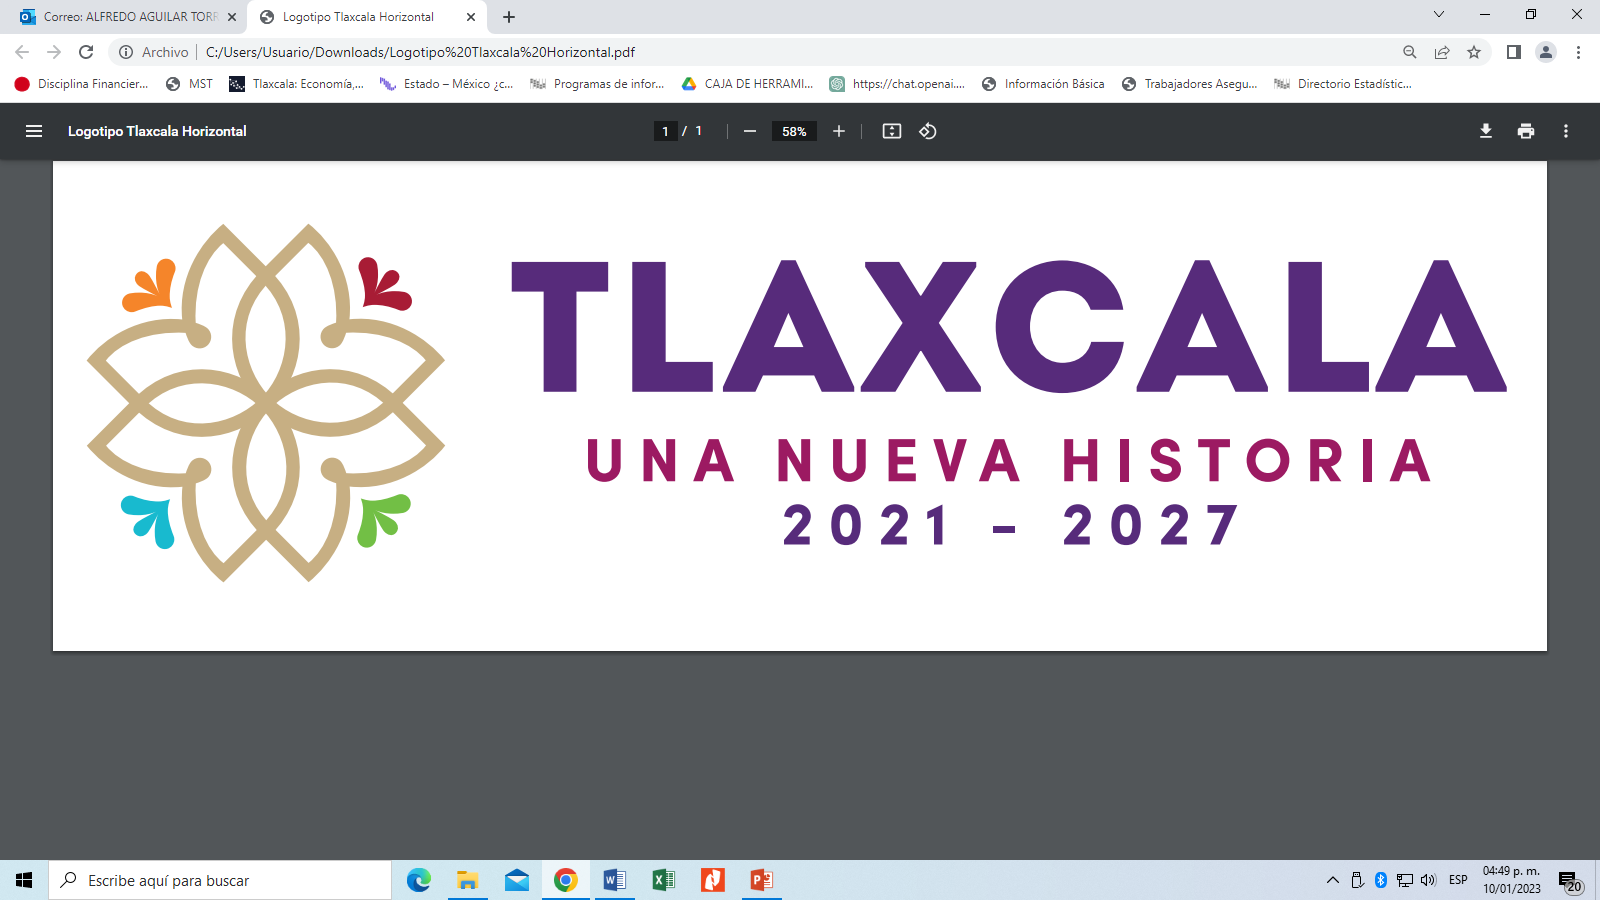 Correo: ALFREDO AGUILAR TORR
Logotipo Tlaxcala Horizontal
Archivo
C:/Users/Usuario/Downloads/Logotipo%20Tlaxcala%20Horizontal.pdf
Disciplina Financier...
MST
Tlaxcala: Economía,...
Estado – México ¿c...
Programas de infor...
CAJA DE HERRAMI...
https://chat.openai....
Información Básica
Trabajadores Asegu...
Directorio Estadístic...
Logotipo Tlaxcala Horizontal
1 / 1
58%
TLAXCALA
UNA NUEVA HISTORIA
2021 - 2027
Escribe aquí para buscar
ESP
04:49 p. m.
10/01/2023
20